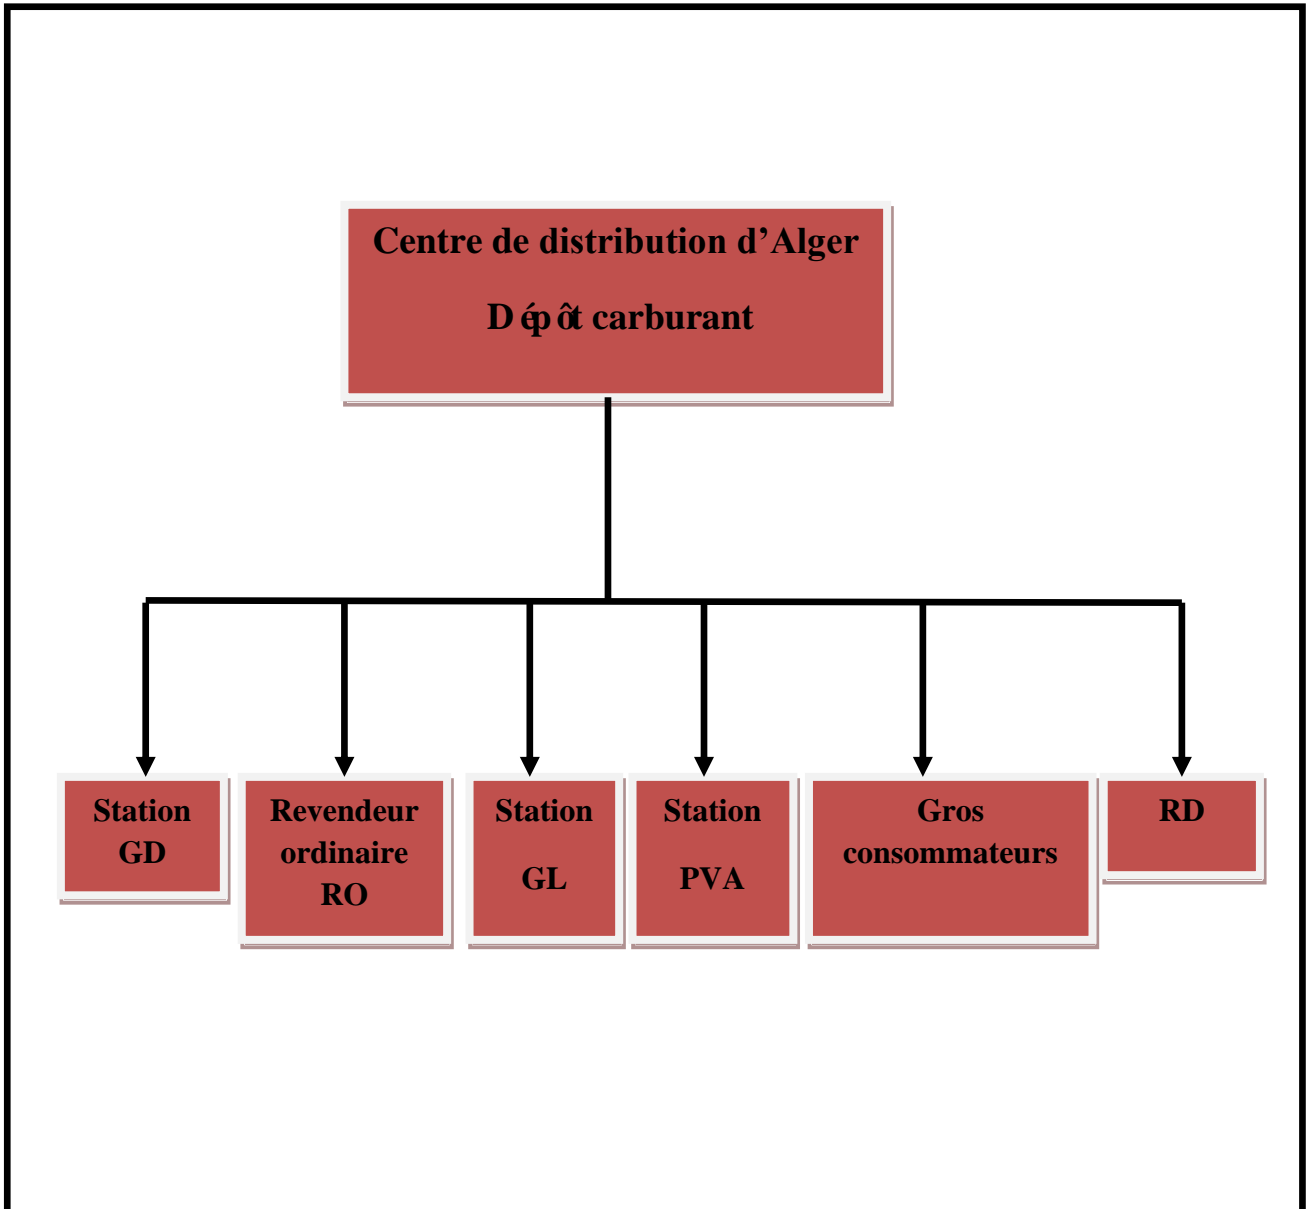 Centre de distribution d’Alger
Dépôt carburant
Station
GD
Revendeur
ordinaire
RO
Station
GL
Station
PVA
Gros
consommateurs
RD